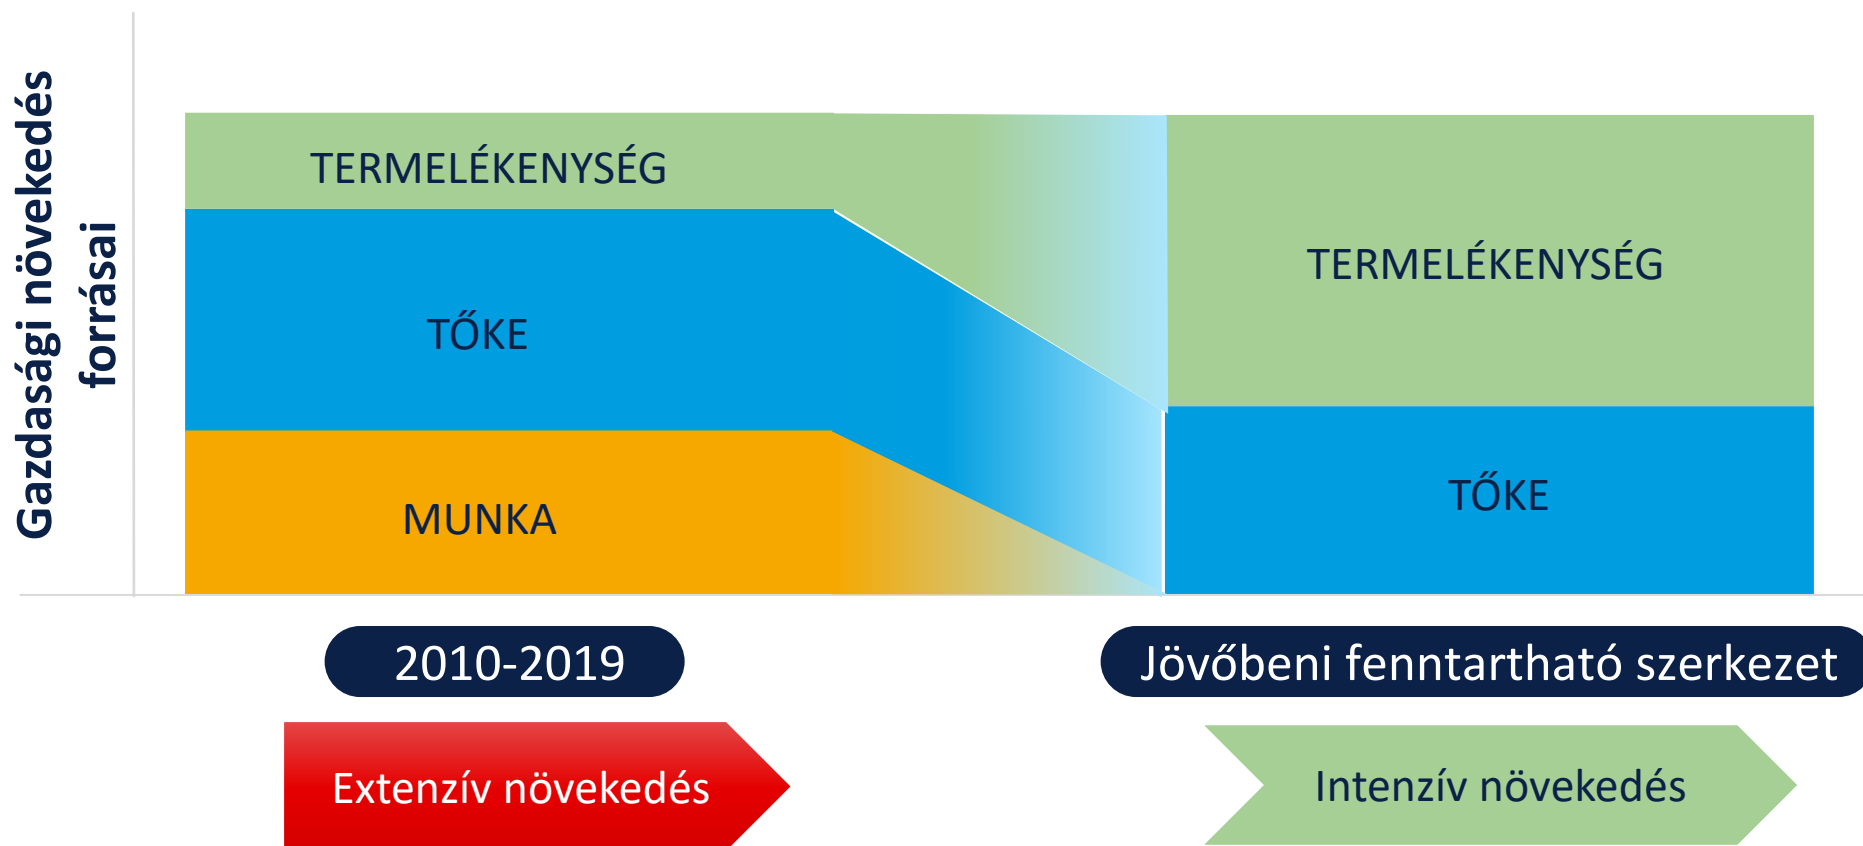 Gazdasági növekedés
forrásai
TERMELÉKENYSÉG
TŐKE
MUNKA
TERMELÉKENYSÉG
TŐKE
2010-2019
Jövőbeni fenntartható szerkezet
Extenzív növekedés
Intenzív növekedés